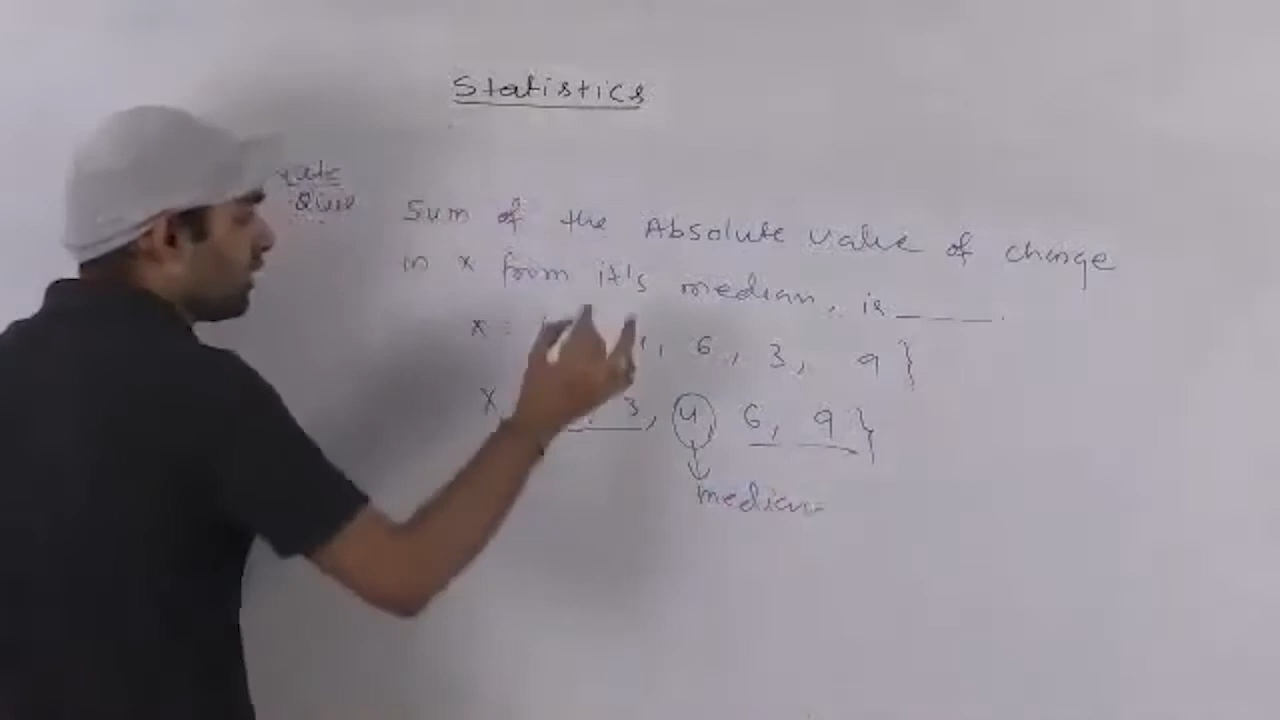 Statistics
Sum of the Absolute value of change
in x from it's median, is ____.
x = , 6, 3, 9}
x , 3, 4, 6, 9}
median